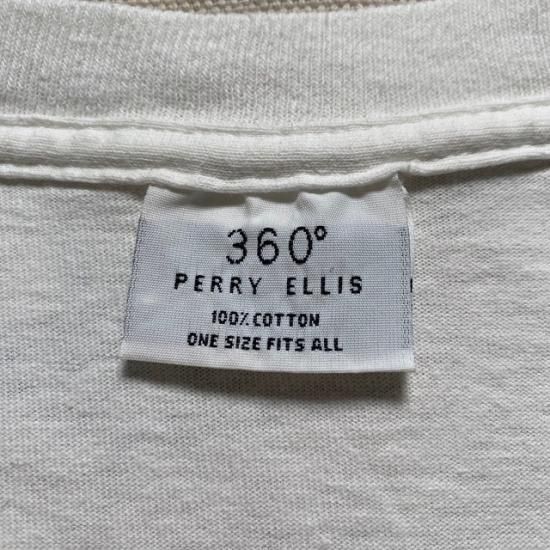 360°
PERRY ELLIS
100% COTTON
ONE SIZE FITS ALL